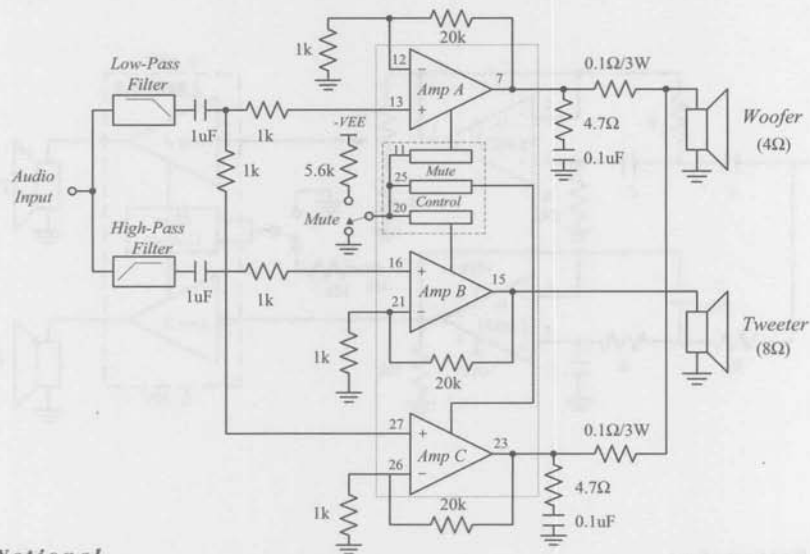 Low-Pass
Filter
1uF
1k
1k
Audio
Input
High-Pass
Filter
1uF
1k
1k
12
20k
7
Amp A
13
0.1Ω/3W
4.7Ω
0.1uF
Woofer
(4Ω)
-VEE
5.6k
Mute
11
Mute
25
Control
20
16
15
Amp B
21
1k
20k
Tweeter
(8Ω)
27
23
Amp C
26
1k
20k
0.1Ω/3W
4.7Ω
0.1uF
National